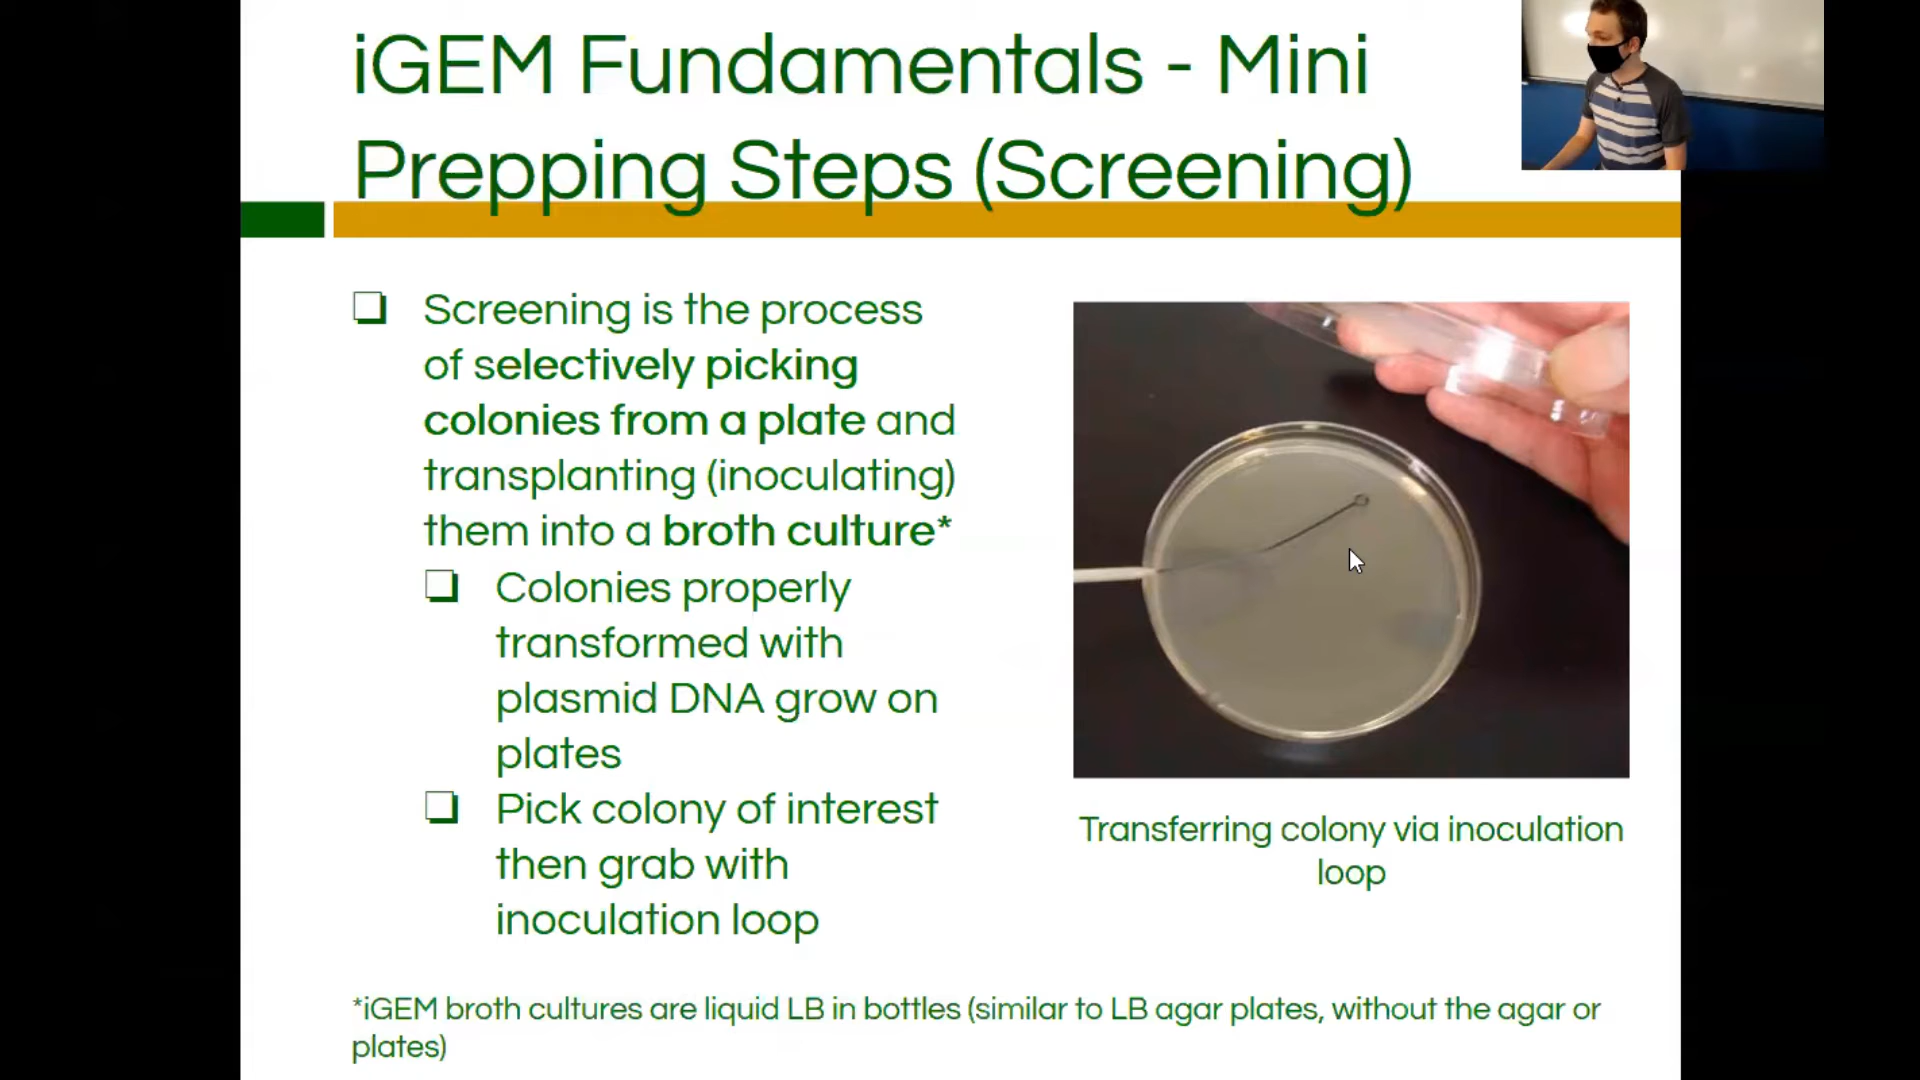 iGEM Fundamentals - Mini
Prepping Steps (Screening)
Screening is the process
of selectively picking
colonies from a plate and
transplanting (inoculating)
them into a broth culture*
Colonies properly
transformed with
plasmid DNA grow on
plates
Pick colony of interest
then grab with
inoculation loop
Transferring colony via inoculation
loop
*iGEM broth cultures are liquid LB in bottles (similar to LB agar plates, without the agar or
plates)